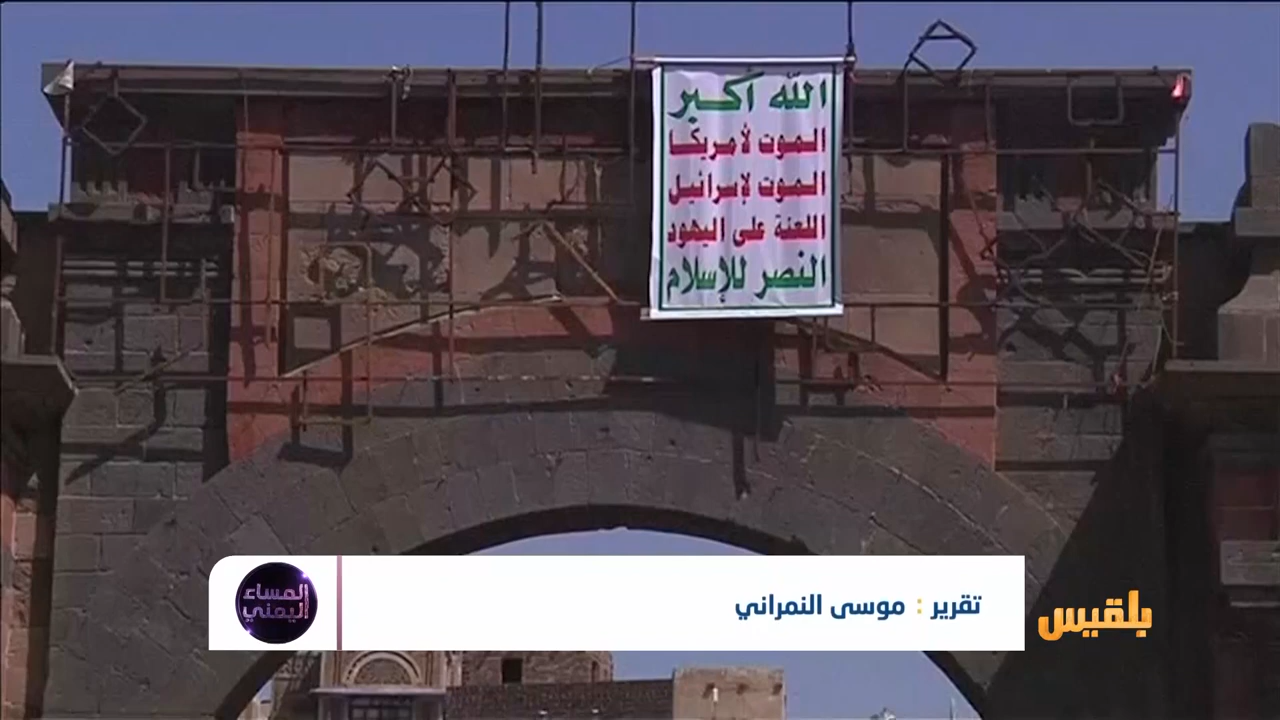 الله أكبر
الموت لأمريكا
الموت لإسرائيل
اللعنة على اليهود
النصر للإسلام
تقرير : موسى النمراني
المساء
اليمني
بلقيس